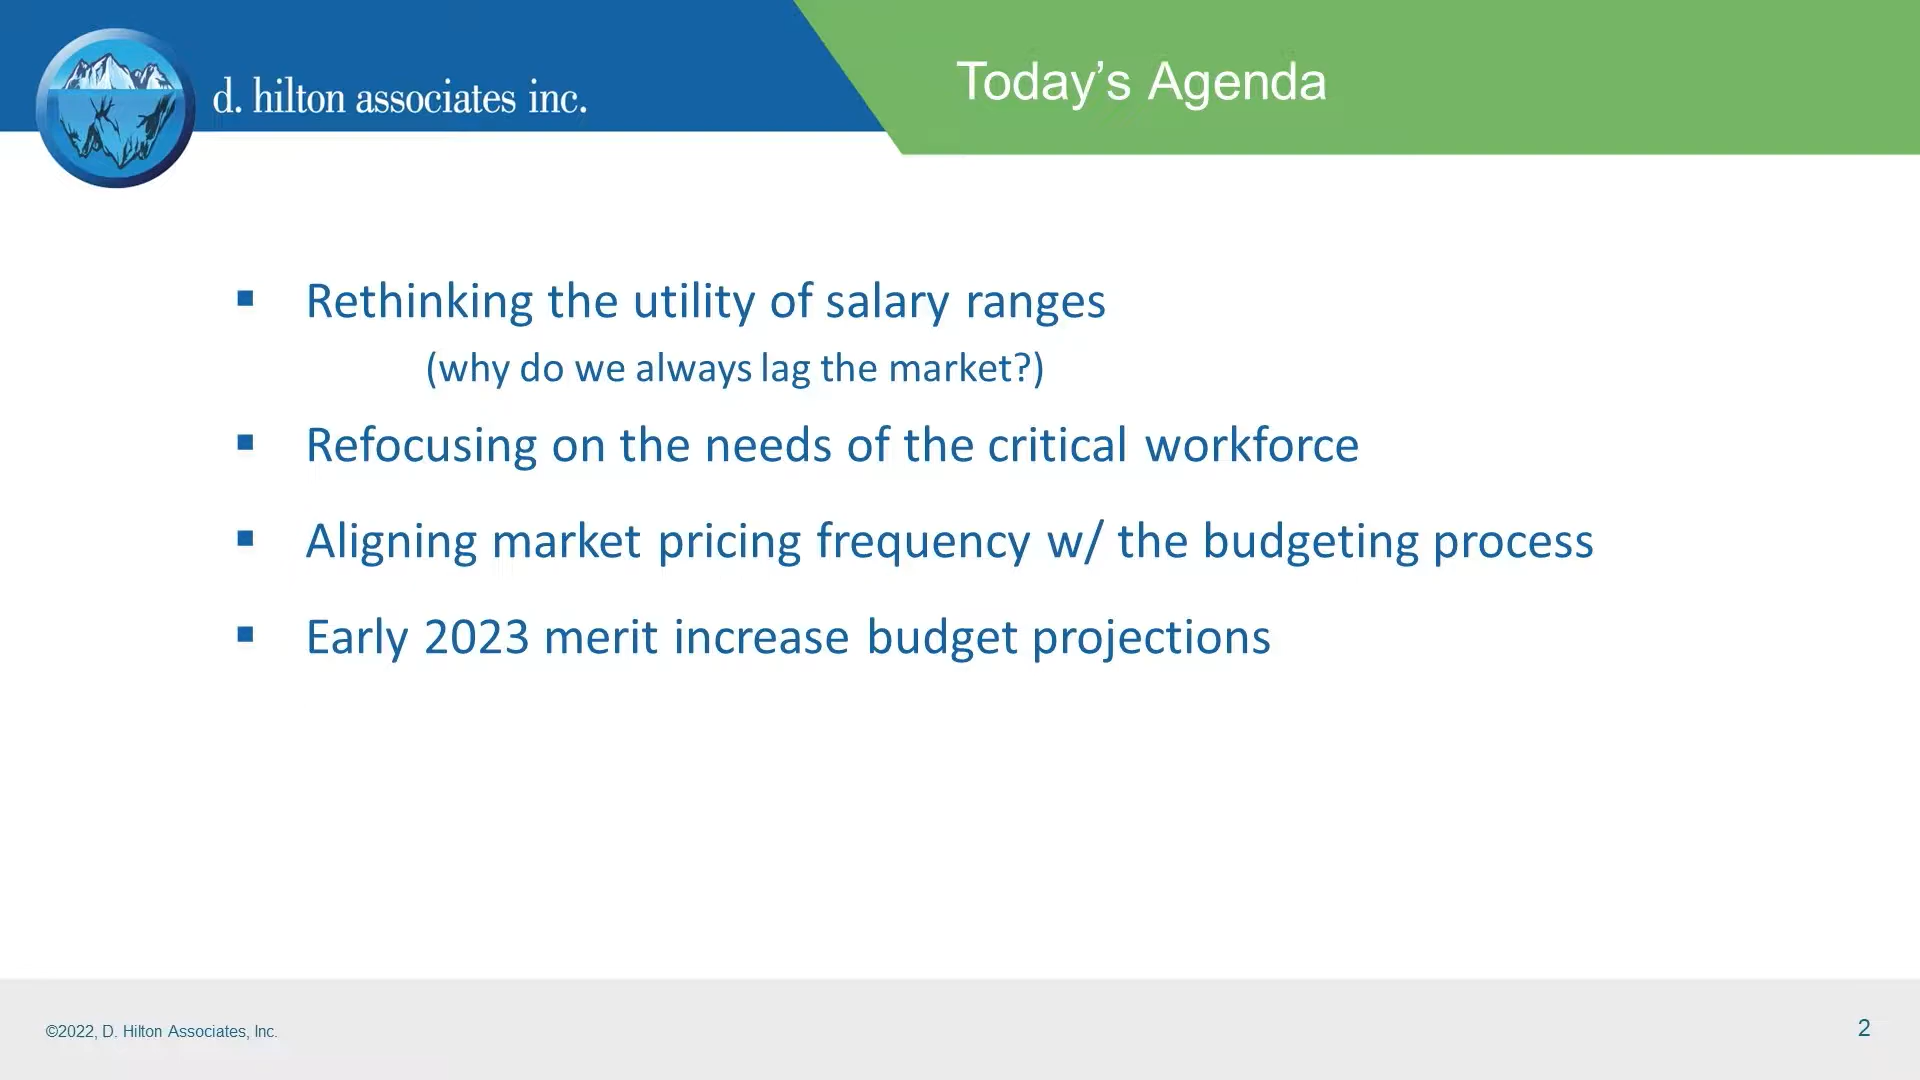 d. hilton associates inc.
Today’s Agenda
▪ Rethinking the utility of salary ranges
(why do we always lag the market?)
▪ Refocusing on the needs of the critical workforce
▪ Aligning market pricing frequency w/ the budgeting process
▪ Early 2023 merit increase budget projections
©2022, D. Hilton Associates, Inc.
2